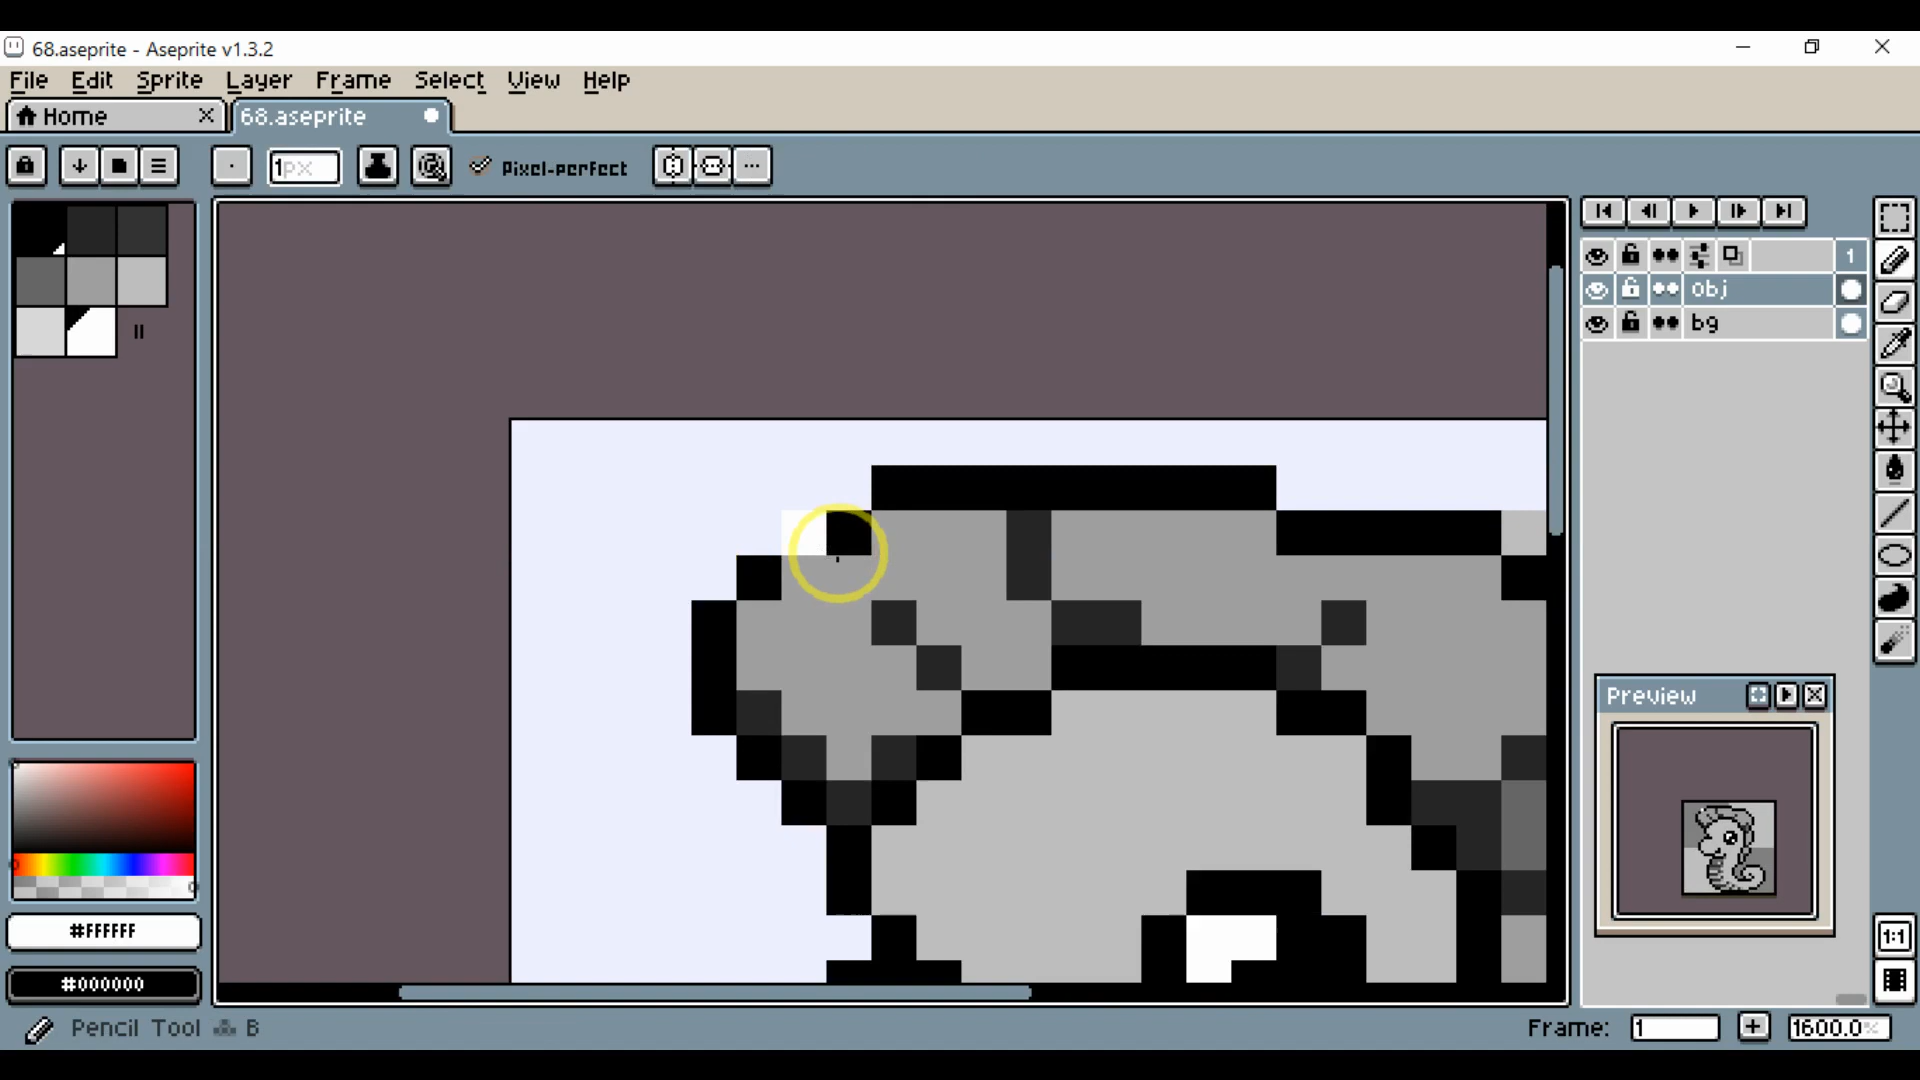 68.aseprite - Aseprite v1.3.2
File Edit Sprite Layer Frame Select View Help
Home 68.aseprite
1px Pixel-perfect
1
obj
bg
Preview
#FFFFFF
1:1
#000000
Pencil Tool B Frame: 1 1600.0%